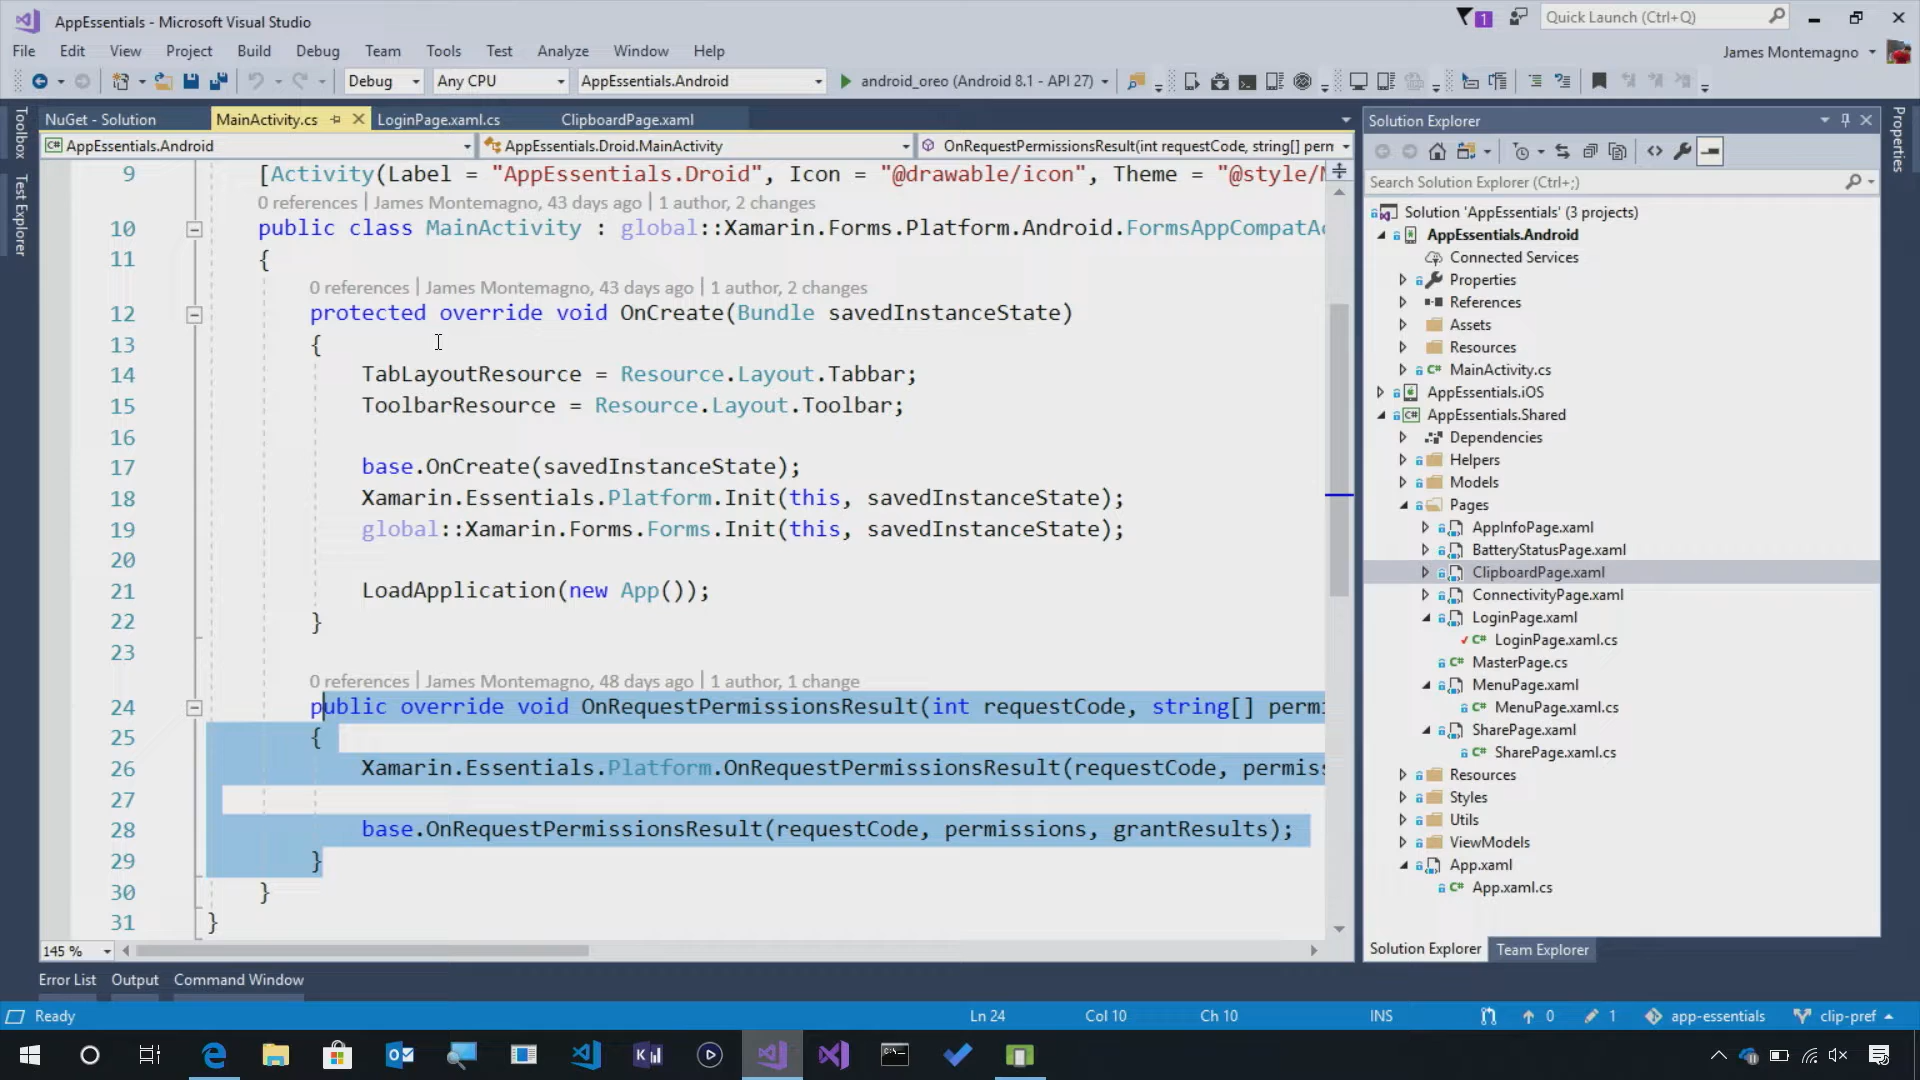 AppEssentials - Microsoft Visual Studio
1
Quick Launch (Ctrl+Q)
File Edit View Project Build Debug Team Tools Test Analyze Window Help
James Montemagno
Debug Any CPU AppEssentials.Android android_oreo (Android 8.1 - API 27)
Toolbox
Test Explorer
NuGet - Solution MainActivity.cs LoginPage.xaml.cs ClipboardPage.xaml
AppEssentials.Android AppEssentials.Droid.MainActivity OnRequestPermissionsResult(int requestCode, string[] perm
9 [Activity(Label = "AppEssentials.Droid", Icon = "@drawable/icon", Theme = "@style/M
0 references | James Montemagno, 43 days ago | 1 author, 2 changes
10 public class MainActivity : global::Xamarin.Forms.Platform.Android.FormsAppCompatAc
11 {
0 references | James Montemagno, 43 days ago | 1 author, 2 changes
12 protected override void OnCreate(Bundle savedInstanceState)
13 {
14 TabLayoutResource = Resource.Layout.Tabbar;
15 ToolbarResource = Resource.Layout.Toolbar;
16
17 base.OnCreate(savedInstanceState);
18 Xamarin.Essentials.Platform.Init(this, savedInstanceState);
19 global::Xamarin.Forms.Forms.Init(this, savedInstanceState);
20
21 LoadApplication(new App());
22 }
23
0 references | James Montemagno, 48 days ago | 1 author, 1 change
24 public override void OnRequestPermissionsResult(int requestCode, string[] permi
25 {
26 Xamarin.Essentials.Platform.OnRequestPermissionsResult(requestCode, permiss
27
28 base.OnRequestPermissionsResult(requestCode, permissions, grantResults);
29 }
30 }
31 }
145 %
Solution Explorer
Search Solution Explorer (Ctrl+;)
Solution 'AppEssentials' (3 projects)
AppEssentials.Android
Connected Services
Properties
References
Assets
Resources
MainActivity.cs
AppEssentials.iOS
AppEssentials.Shared
Dependencies
Helpers
Models
Pages
AppInfoPage.xaml
BatteryStatusPage.xaml
ClipboardPage.xaml
ConnectivityPage.xaml
LoginPage.xaml
LoginPage.xaml.cs
MasterPage.cs
MenuPage.xaml
MenuPage.xaml.cs
SharePage.xaml
SharePage.xaml.cs
Resources
Styles
Utils
ViewModels
App.xaml
App.xaml.cs
Solution Explorer Team Explorer
Properties
Error List Output Command Window
Ready Ln 24 Col 10 Ch 10 INS 0 1 app-essentials clip-pref